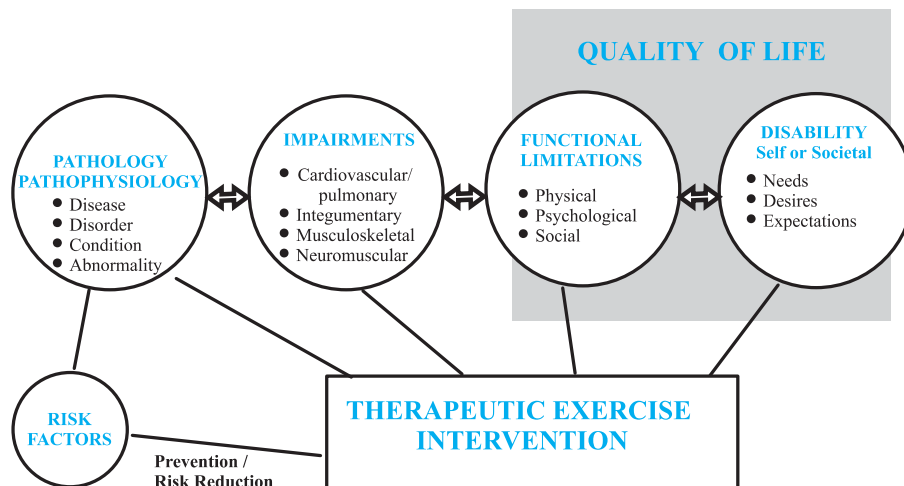 QUALITY OF LIFE
PATHOLOGY
PATHOPHYSIOLOGY
• Disease
• Disorder
• Condition
• Abnormality
IMPAIRMENTS
• Cardiovascular/
pulmonary
• Integumentary
• Musculoskeletal
• Neuromuscular
FUNCTIONAL
LIMITATIONS
• Physical
• Psychological
• Social
DISABILITY
Self or Societal
• Needs
• Desires
• Expectations
RISK
FACTORS
Prevention /
Risk Reduction
THERAPEUTIC EXERCISE
INTERVENTION